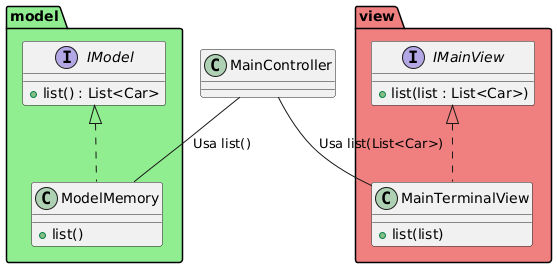 model
I IModel
list() : List<Car>
C ModelMemory
list()
C MainController
Usa list()
Usa list(List<Car>)
view
I IMainView
list(list : List<Car>)
C MainTerminalView
list(list)